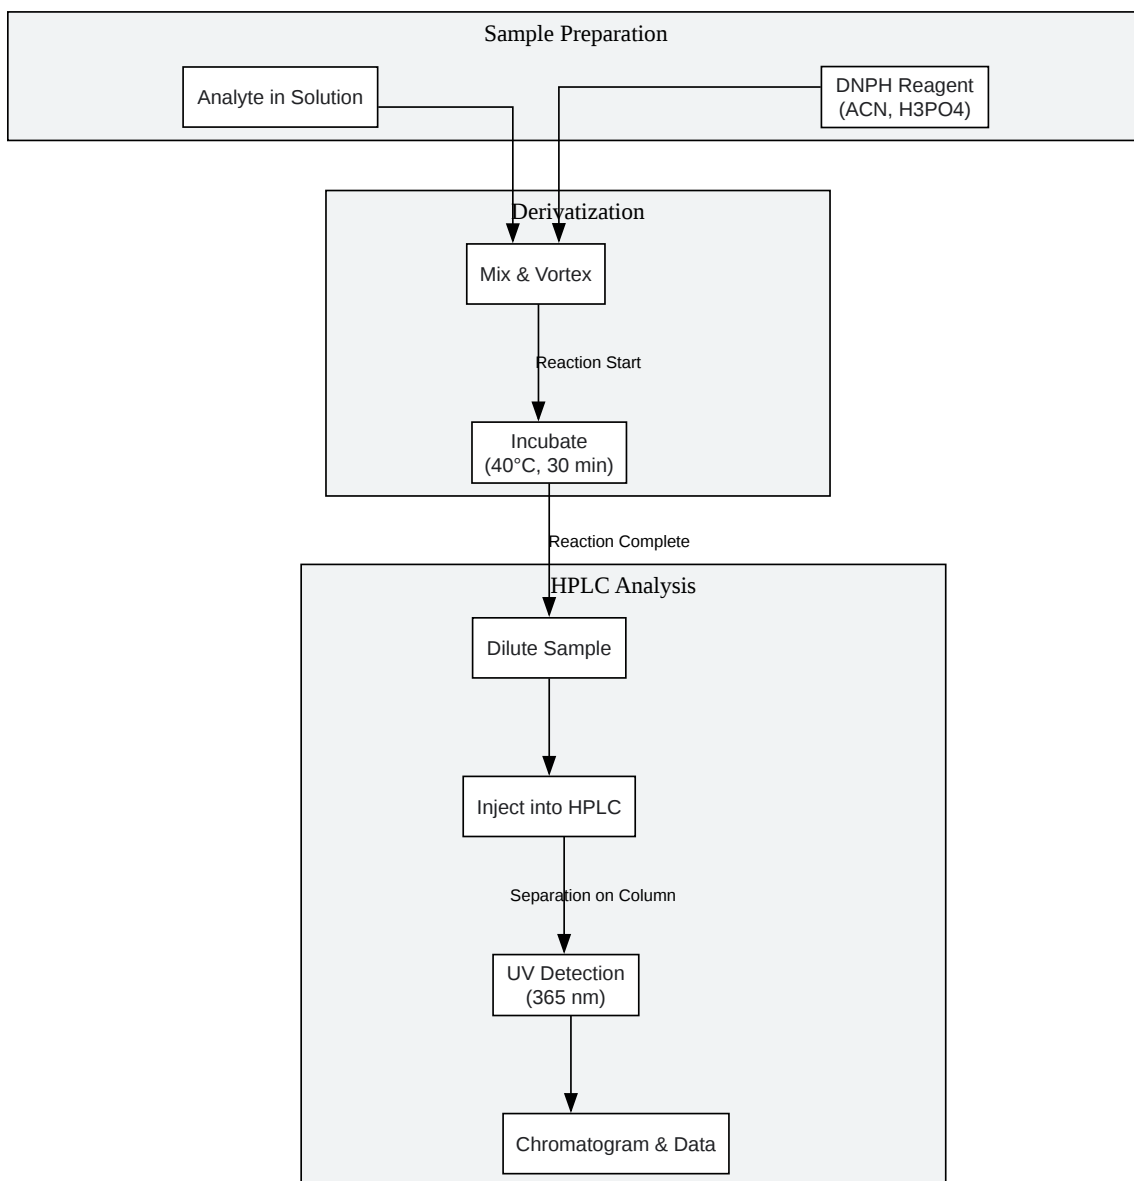 Sample Preparation
Analyte in Solution
DNPH Reagent
(ACN, H3PO4)
Derivatization
Mix & Vortex
Reaction Start
Incubate
(40°C, 30 min)
Reaction Complete
HPLC Analysis
Dilute Sample
Inject into HPLC
Separation on Column
UV Detection
(365 nm)
Chromatogram & Data